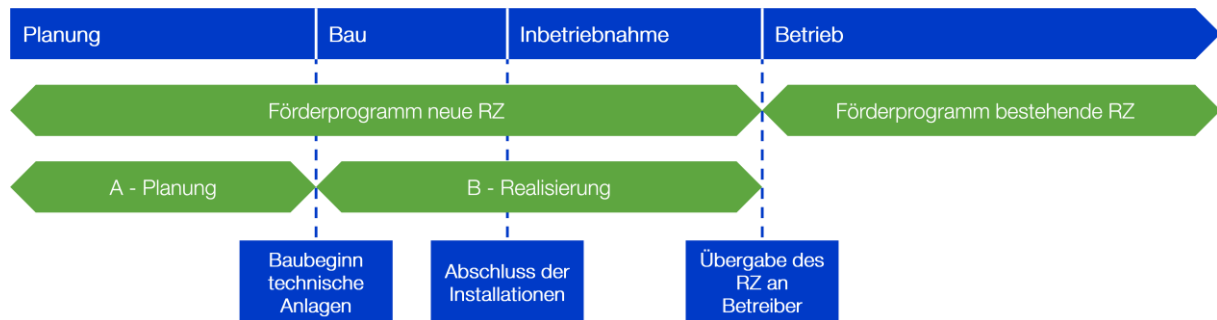 Planung
Bau
Inbetriebnahme
Betrieb
Förderprogramm neue RZ
Förderprogramm bestehende RZ
A - Planung
B - Realisierung
Baubeginn
technische
Anlagen
Abschluss der
Installationen
Übergabe des
RZ an
Betreiber